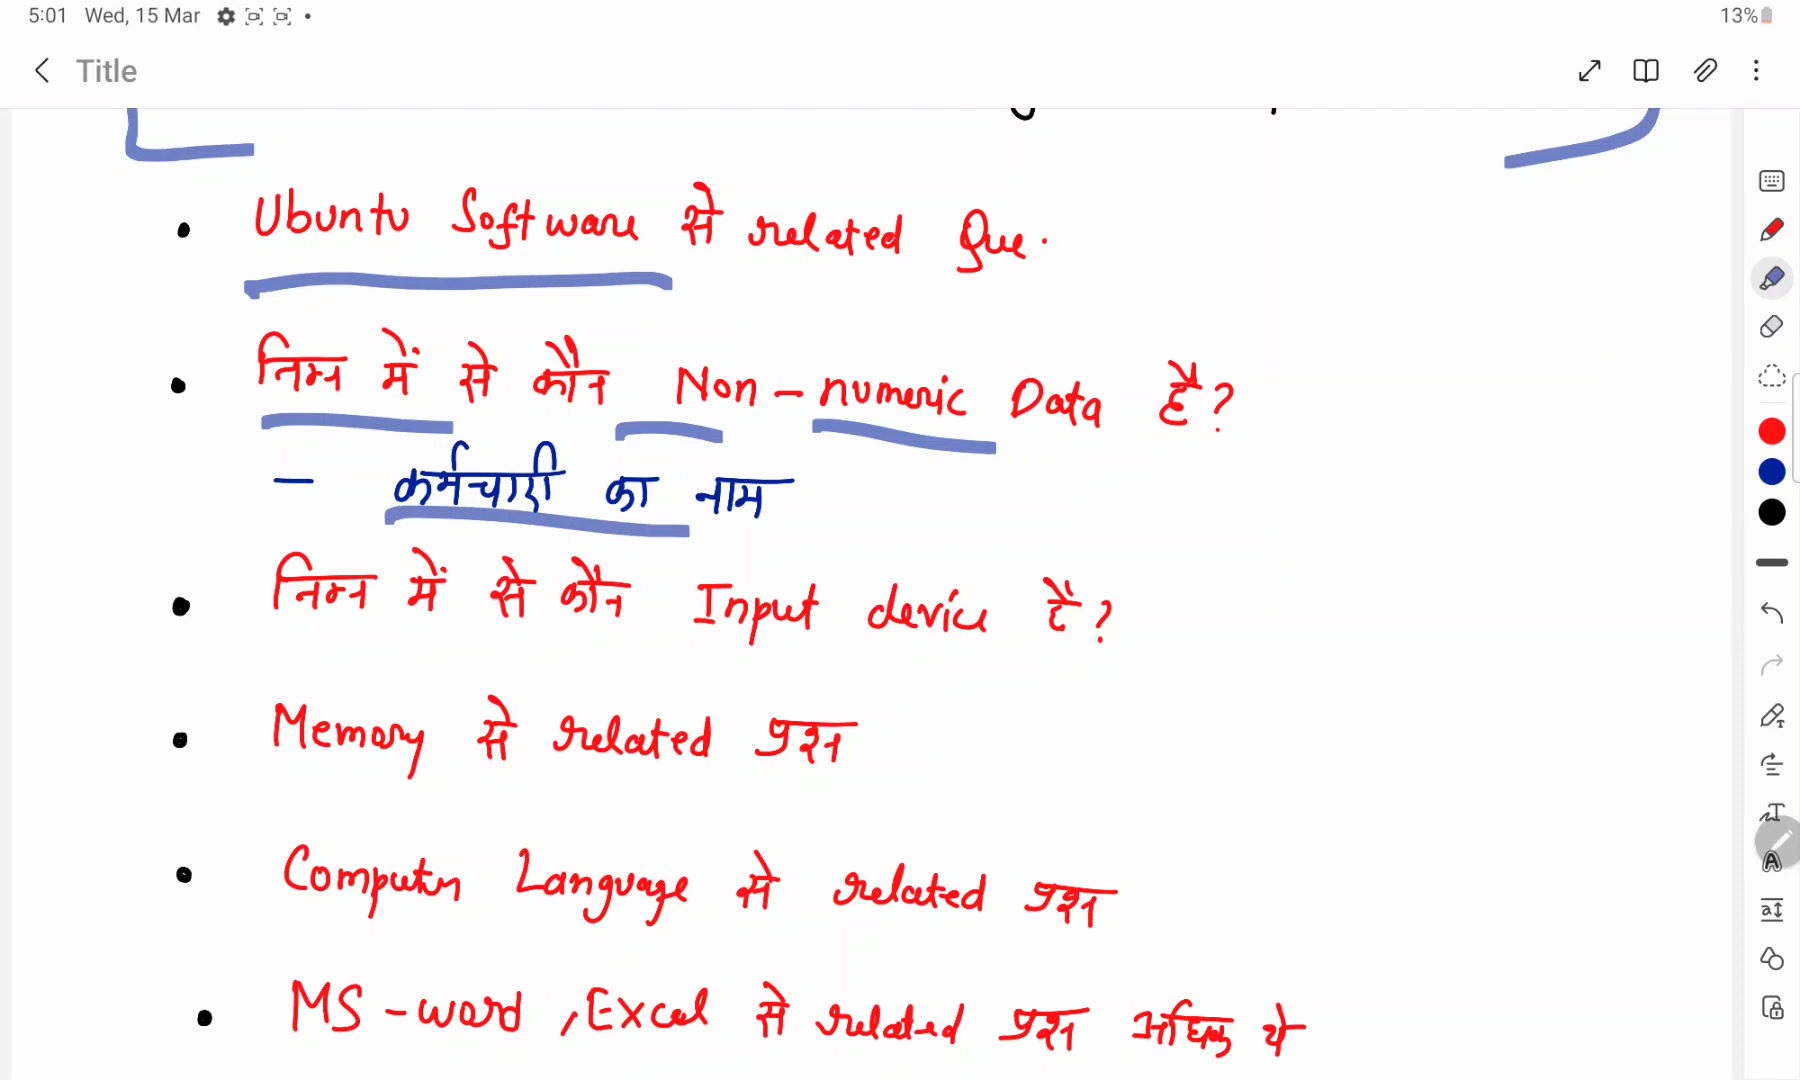 5:01 Wed, 15 Mar 13%
Title
• Ubuntu Software से related Que.
• निम्न में से कौन Non-numeric Data है?
- कर्मचारी का नाम
• निम्न में से कौन Input device है?
• Memory से related प्रश्न
• Computer Language से related प्रश्न
• MS-word, Excel से related प्रश्न अधिक थे